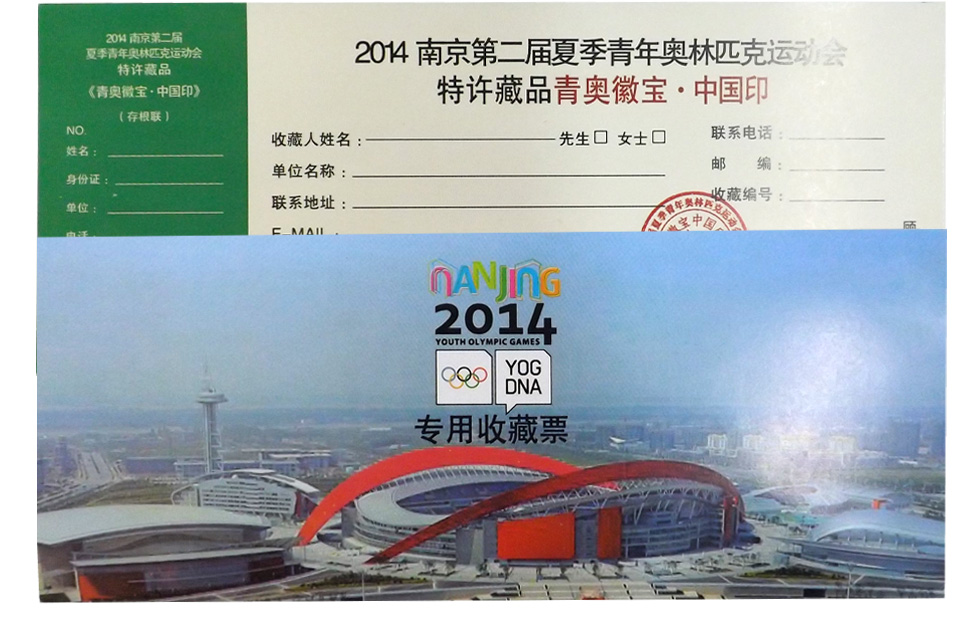 2014 南京第二届
夏季青年奥林匹克运动会
特许藏品
《青奥徽宝·中国印》
(存根联)
NO.
姓名:
身份证:
单位:
电话:
2014 南京第二届夏季青年奥林匹克运动会
特许藏品青奥徽宝·中国印
收藏人姓名: 先生□ 女士□
单位名称:
联系地址:
E-MAIL:
联系电话:
邮 编:
收藏编号:
夏季青年奥林匹克运动会
徽宝中国印
顾
NANJING
2014
YOUTH OLYMPIC GAMES
YOG
DNA
专用收藏票